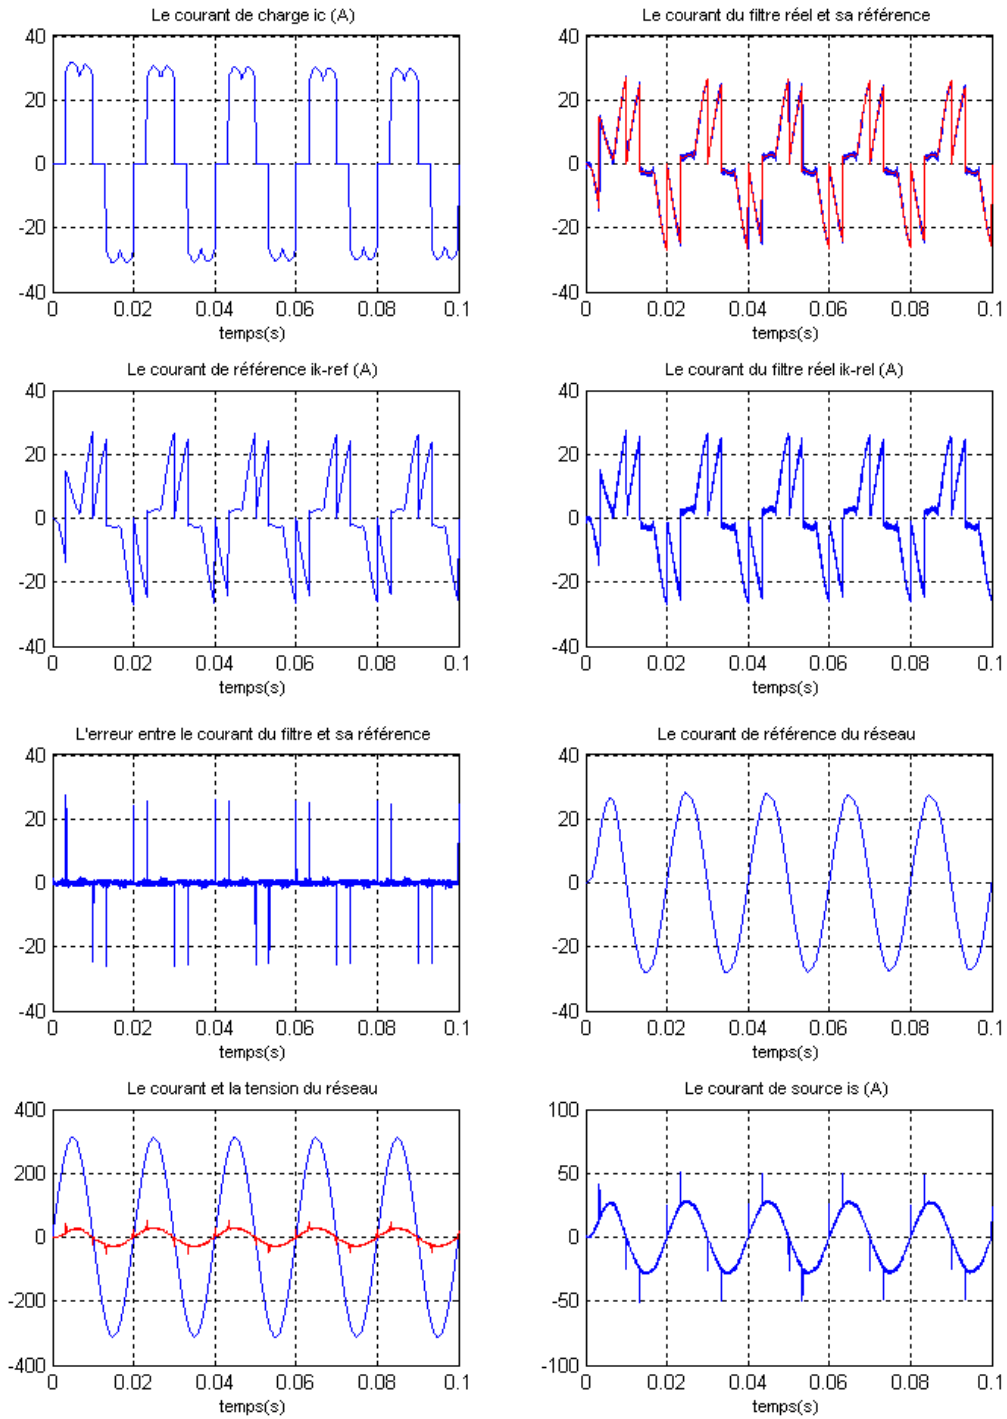 Le courant de charge ic (A)
40
20
0
-20
-40
0 0.02 0.04 0.06 0.08 0.1
temps(s)
Le courant du filtre réel et sa référence
40
20
0
-20
-40
0 0.02 0.04 0.06 0.08 0.1
temps(s)
Le courant de référence ik-ref (A)
40
20
0
-20
-40
0 0.02 0.04 0.06 0.08 0.1
temps(s)
Le courant du filtre réel ik-rel (A)
40
20
0
-20
-40
0 0.02 0.04 0.06 0.08 0.1
temps(s)
L'erreur entre le courant du filtre et sa référence
40
20
0
-20
-40
0 0.02 0.04 0.06 0.08 0.1
temps(s)
Le courant de référence du réseau
40
20
0
-20
-40
0 0.02 0.04 0.06 0.08 0.1
temps(s)
Le courant et la tension du réseau
400
200
0
-200
-400
0 0.02 0.04 0.06 0.08 0.1
temps(s)
Le courant de source is (A)
100
50
0
-50
-100
0 0.02 0.04 0.06 0.08 0.1
temps(s)